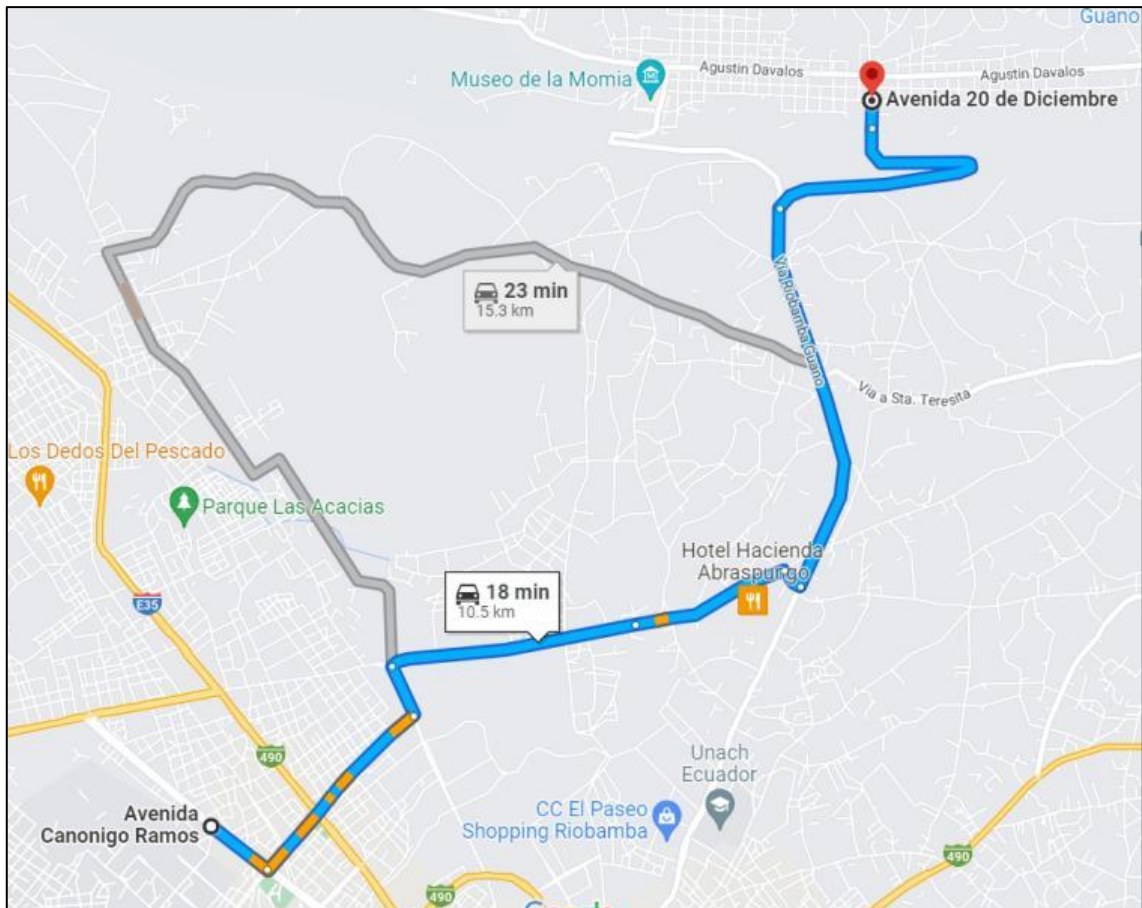 Guano
Agustin Davalos
Agustin Davalos
Museo de la Momia
Avenida 20 de Diciembre
Via Riobamba Guano
23 min
15.3 km
Via a Sta. Teresita
Los Dedos Del Pescado
Parque Las Acacias
Hotel Hacienda
Abraspungo
18 min
10.5 km
E35
490
Unach
Ecuador
Avenida
Canonigo Ramos
CC El Paseo
Shopping Riobamba
490
490
Google